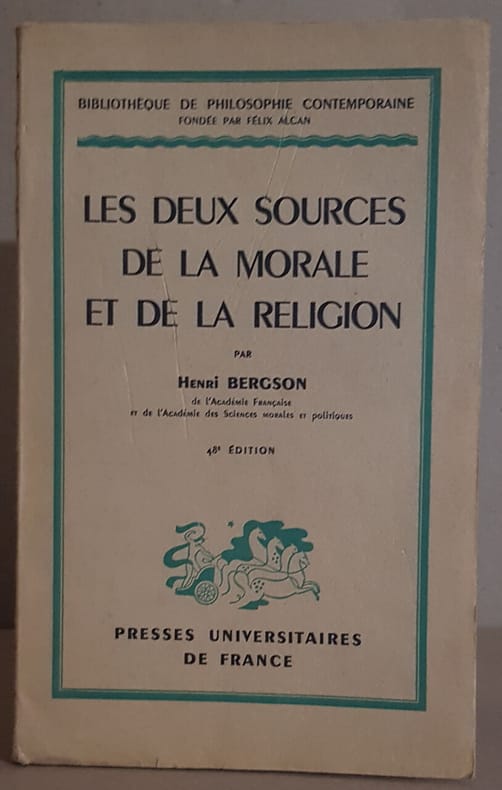 BIBLIOTHÈQUE DE PHILOSOPHIE CONTEMPORAINE
FONDÉE PAR FÉLIX ALCAN
LES DEUX SOURCES
DE LA MORALE
ET DE LA RELIGION
PAR
Henri BERGSON
de l'Académie Française
et de l'Académie des Sciences morales et politiques
48e ÉDITION
PRESSES UNIVERSITAIRES
DE FRANCE